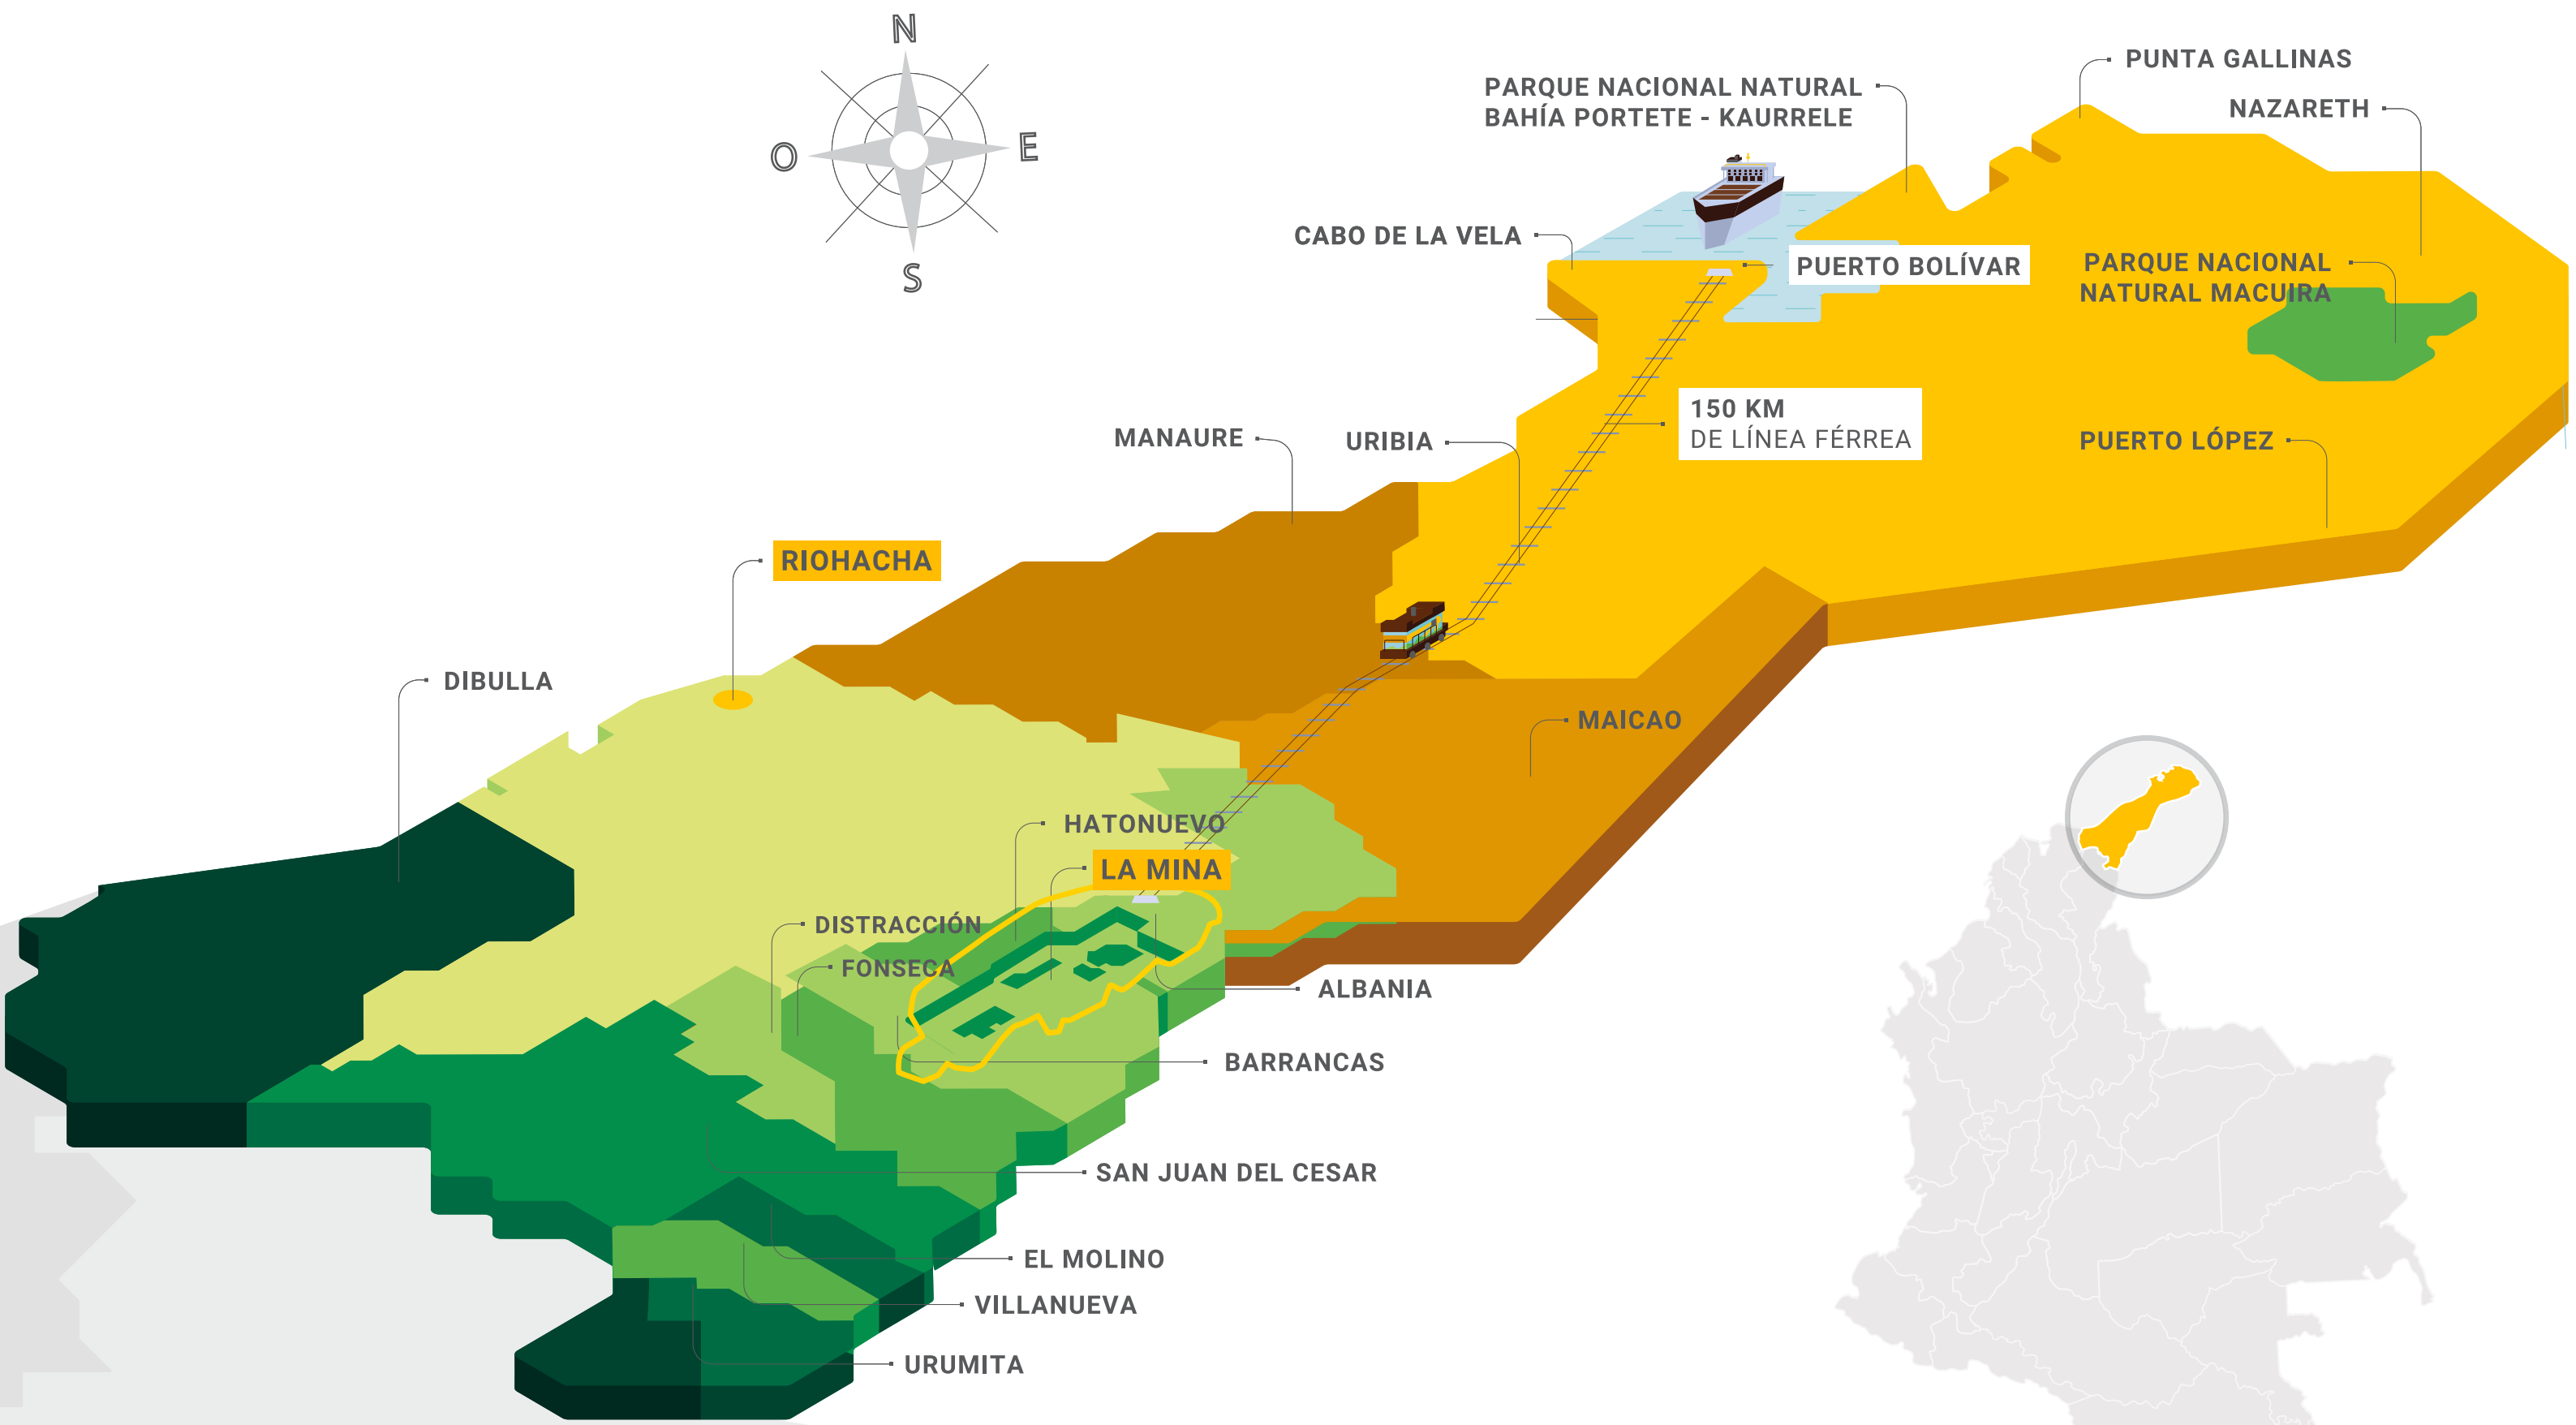 N
O
E
S
PUNTA GALLINAS
PARQUE NACIONAL NATURAL
BAHÍA PORTETE - KAURRELE
NAZARETH
CABO DE LA VELA
PUERTO BOLÍVAR
PARQUE NACIONAL
NATURAL MACUIRA
150 KM
DE LÍNEA FÉRREA
MANAURE
URIBIA
PUERTO LÓPEZ
RIOHACHA
DIBULLA
MAICAO
HATONUEVO
LA MINA
DISTRACCIÓN
FONSECA
ALBANIA
BARRANCAS
SAN JUAN DEL CESAR
EL MOLINO
VILLANUEVA
URUMITA